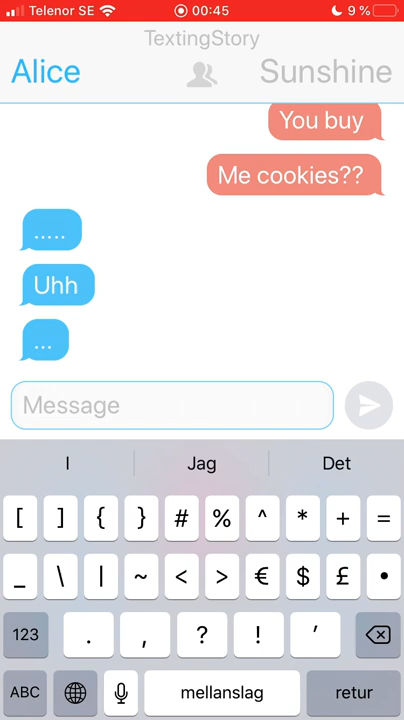 Telenor SE 00:45 9 %
TextingStory
Alice Sunshine
You buy
Me cookies??
.....
Uhh
...
Message
I Jag Det
[ ] { } # % ^ * + =
_ \ | ~ < > € $ £ •
123 . , ? ! ’
ABC mellanslag retur